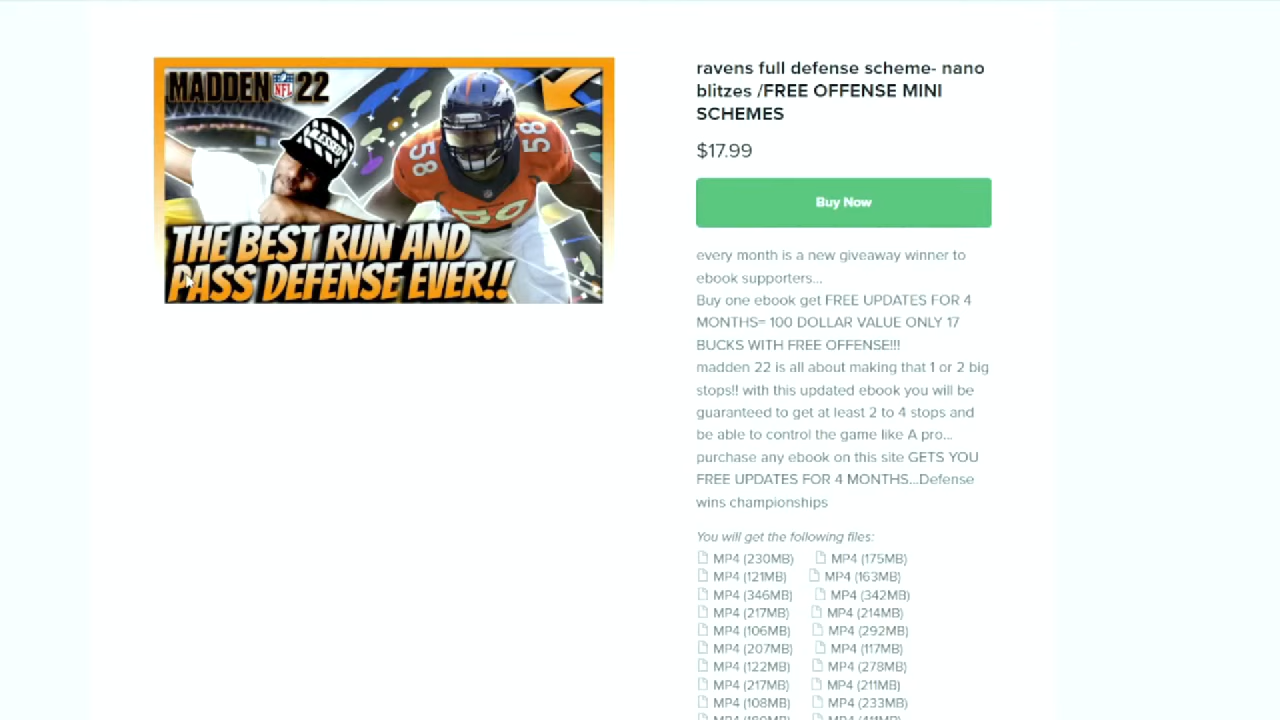 MADDEN NFL 22
BLESSED
58
58
THE BEST RUN AND
PASS DEFENSE EVER!!
ravens full defense scheme- nano
blitzes /FREE OFFENSE MINI
SCHEMES
$17.99
Buy Now
every month is a new giveaway winner to
ebook supporters...
Buy one ebook get FREE UPDATES FOR 4
MONTHS= 100 DOLLAR VALUE ONLY 17
BUCKS WITH FREE OFFENSE!!!
madden 22 is all about making that 1 or 2 big
stops!! with this updated ebook you will be
guaranteed to get at least 2 to 4 stops and
be able to control the game like A pro...
purchase any ebook on this site GETS YOU
FREE UPDATES FOR 4 MONTHS...Defense
wins championships
You will get the following files:
MP4 (230MB) MP4 (175MB)
MP4 (121MB) MP4 (163MB)
MP4 (346MB) MP4 (342MB)
MP4 (217MB) MP4 (214MB)
MP4 (106MB) MP4 (292MB)
MP4 (207MB) MP4 (117MB)
MP4 (122MB) MP4 (278MB)
MP4 (217MB) MP4 (211MB)
MP4 (108MB) MP4 (233MB)